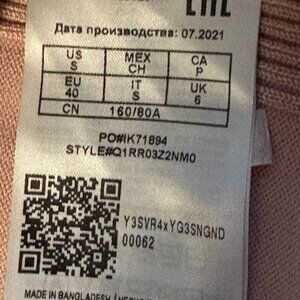 EAC
Дата производства: 07.2021
US S MEX CH CA P
EU 40 IT S UK 6
CN 160/80A
PO#IK71894
STYLE#Q1RR03Z2NM0
Y3SVR4xYG3SNGND
00062
MADE IN BANGLADESH /